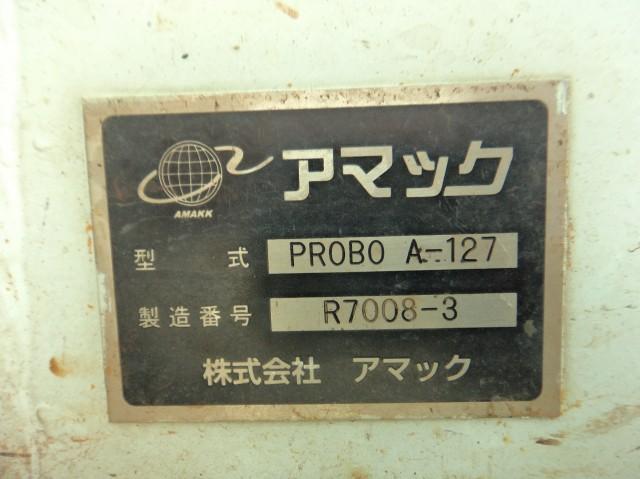 アマック
AMAKK
型式 PROBO A-127
製造番号 R7008-3
株式会社 アマック